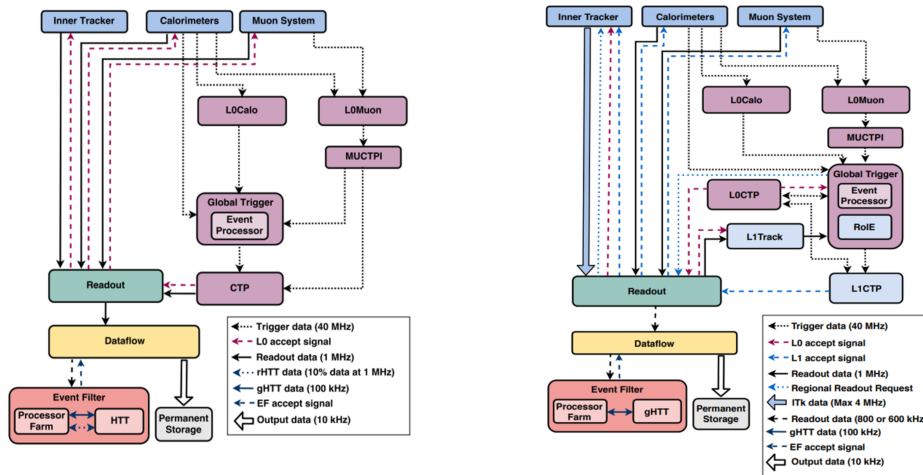 Inner Tracker
Calorimeters
Muon System
L0Calo
L0Muon
MUCTPI
Global Trigger
Event
Processor
Readout
CTP
Dataflow
Event Filter
Processor
Farm
HTT
Permanent
Storage
Trigger data (40 MHz)
L0 accept signal
Readout data (1 MHz)
rHTT data (10% data at 1 MHz)
gHTT data (100 kHz)
EF accept signal
Output data (10 kHz)
Inner Tracker
Calorimeters
Muon System
L0Calo
L0Muon
MUCTPI
Global Trigger
Event
Processor
RoIE
L0CTP
L1Track
Readout
L1CTP
Dataflow
Event Filter
Processor
Farm
gHTT
Permanent
Storage
Trigger data (40 MHz)
L0 accept signal
L1 accept signal
Readout data (1 MHz)
Regional Readout Request
ITk data (Max 4 MHz)
Readout data (800 or 600 kHz)
gHTT data (100 kHz)
EF accept signal
Output data (10 kHz)